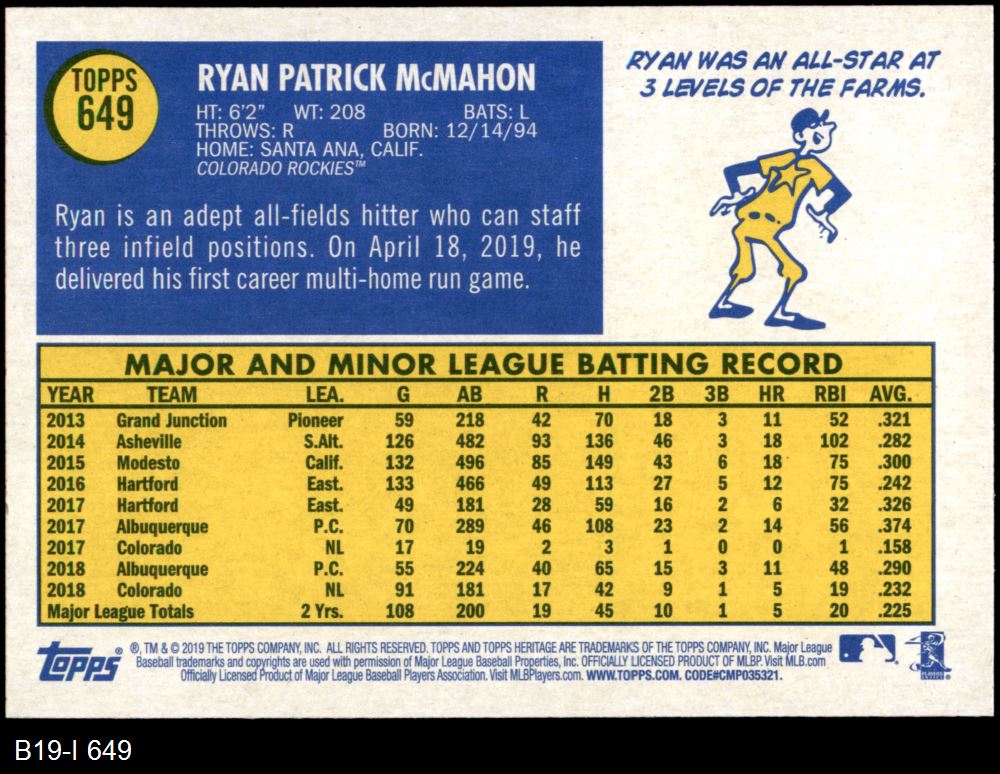 TOPPS
649
RYAN PATRICK McMAHON
HT: 6'2" WT: 208 BATS: L
THROWS: R BORN: 12/14/94
HOME: SANTA ANA, CALIF.
COLORADO ROCKIES™
Ryan is an adept all-fields hitter who can staff
three infield positions. On April 18, 2019, he
delivered his first career multi-home run game.
RYAN WAS AN ALL-STAR AT
3 LEVELS OF THE FARMS.
MAJOR AND MINOR LEAGUE BATTING RECORD
YEAR TEAM LEA. G AB R H 2B 3B HR RBI AVG.
2013 Grand Junction Pioneer 59 218 42 70 18 3 11 52 .321
2014 Asheville S.Alt. 126 482 93 136 46 3 18 102 .282
2015 Modesto Calif. 132 496 85 149 43 6 18 75 .300
2016 Hartford East. 133 466 49 113 27 5 12 75 .242
2017 Hartford East. 49 181 28 59 16 2 6 32 .326
2017 Albuquerque P.C. 70 289 46 108 23 2 14 56 .374
2017 Colorado NL 17 19 2 3 1 0 0 1 .158
2018 Albuquerque P.C. 55 224 40 65 15 3 11 48 .290
2018 Colorado NL 91 181 17 42 9 1 5 19 .232
Major League Totals 2 Yrs. 108 200 19 45 10 1 5 20 .225
Topps ® ®, TM & © 2019 THE TOPPS COMPANY, INC. ALL RIGHTS RESERVED. TOPPS AND TOPPS HERITAGE ARE TRADEMARKS OF THE TOPPS COMPANY, INC. Major League
Baseball trademarks and copyrights are used with permission of Major League Baseball Properties, Inc. OFFICIALLY LICENSED PRODUCT OF MLBP. Visit MLB.com
Officially Licensed Product of Major League Baseball Players Association. Visit MLBPlayers.com. WWW.TOPPS.COM. CODE#CMP035321.
B19-I 649